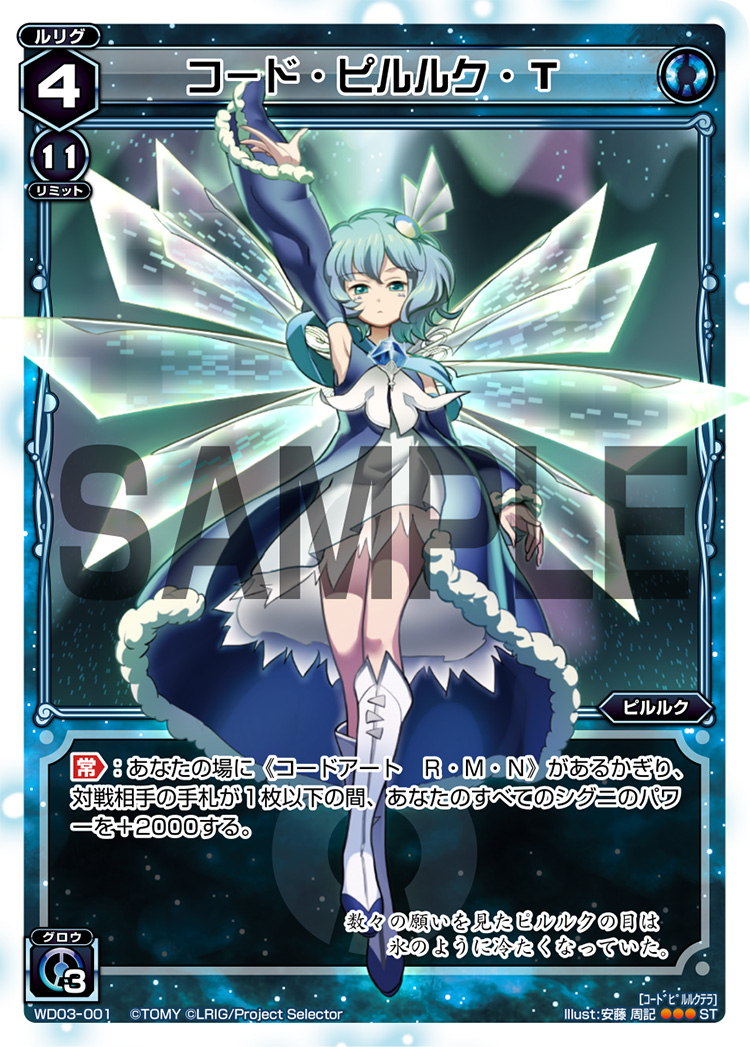 ルリグ
4
コード・ピルルク・T
11
リミット
SAMPLE
ピルルク
常:あなたの場に《コードアート　R・M・N》があるかぎり、
対戦相手の手札が1枚以下の間、あなたのすべてのシグニのパワ
ーを+2000する。
数々の願いを見たピルルクの目は
氷のように冷たくなっていた。
グロウ
3
[コードピルルクテラ]
WD03-001 ©TOMY ©LRIG/Project Selector Illust:安藤 周記 ST